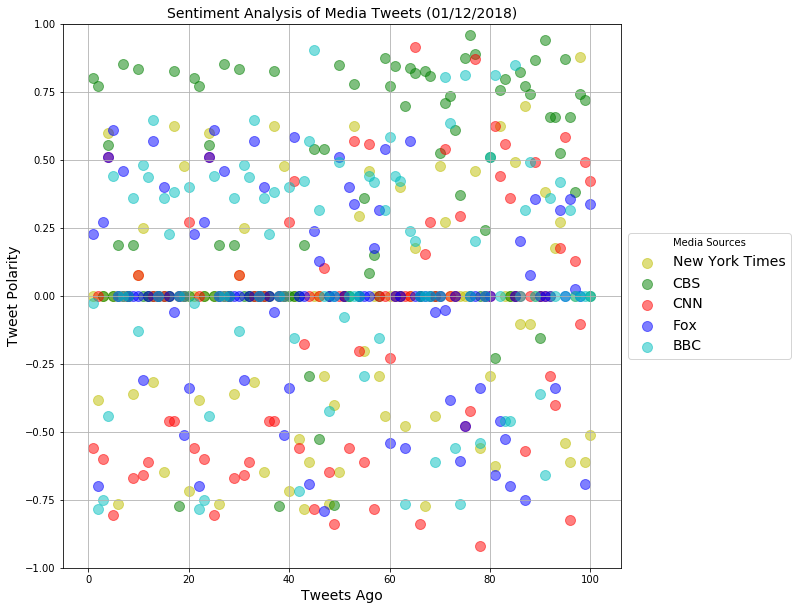 Sentiment Analysis of Media Tweets (01/12/2018)
Tweet Polarity
1.00
0.75
0.50
0.25
0.00
−0.25
−0.50
−0.75
−1.00
0 20 40 60 80 100
Tweets Ago
Media Sources
New York Times
CBS
CNN
Fox
BBC